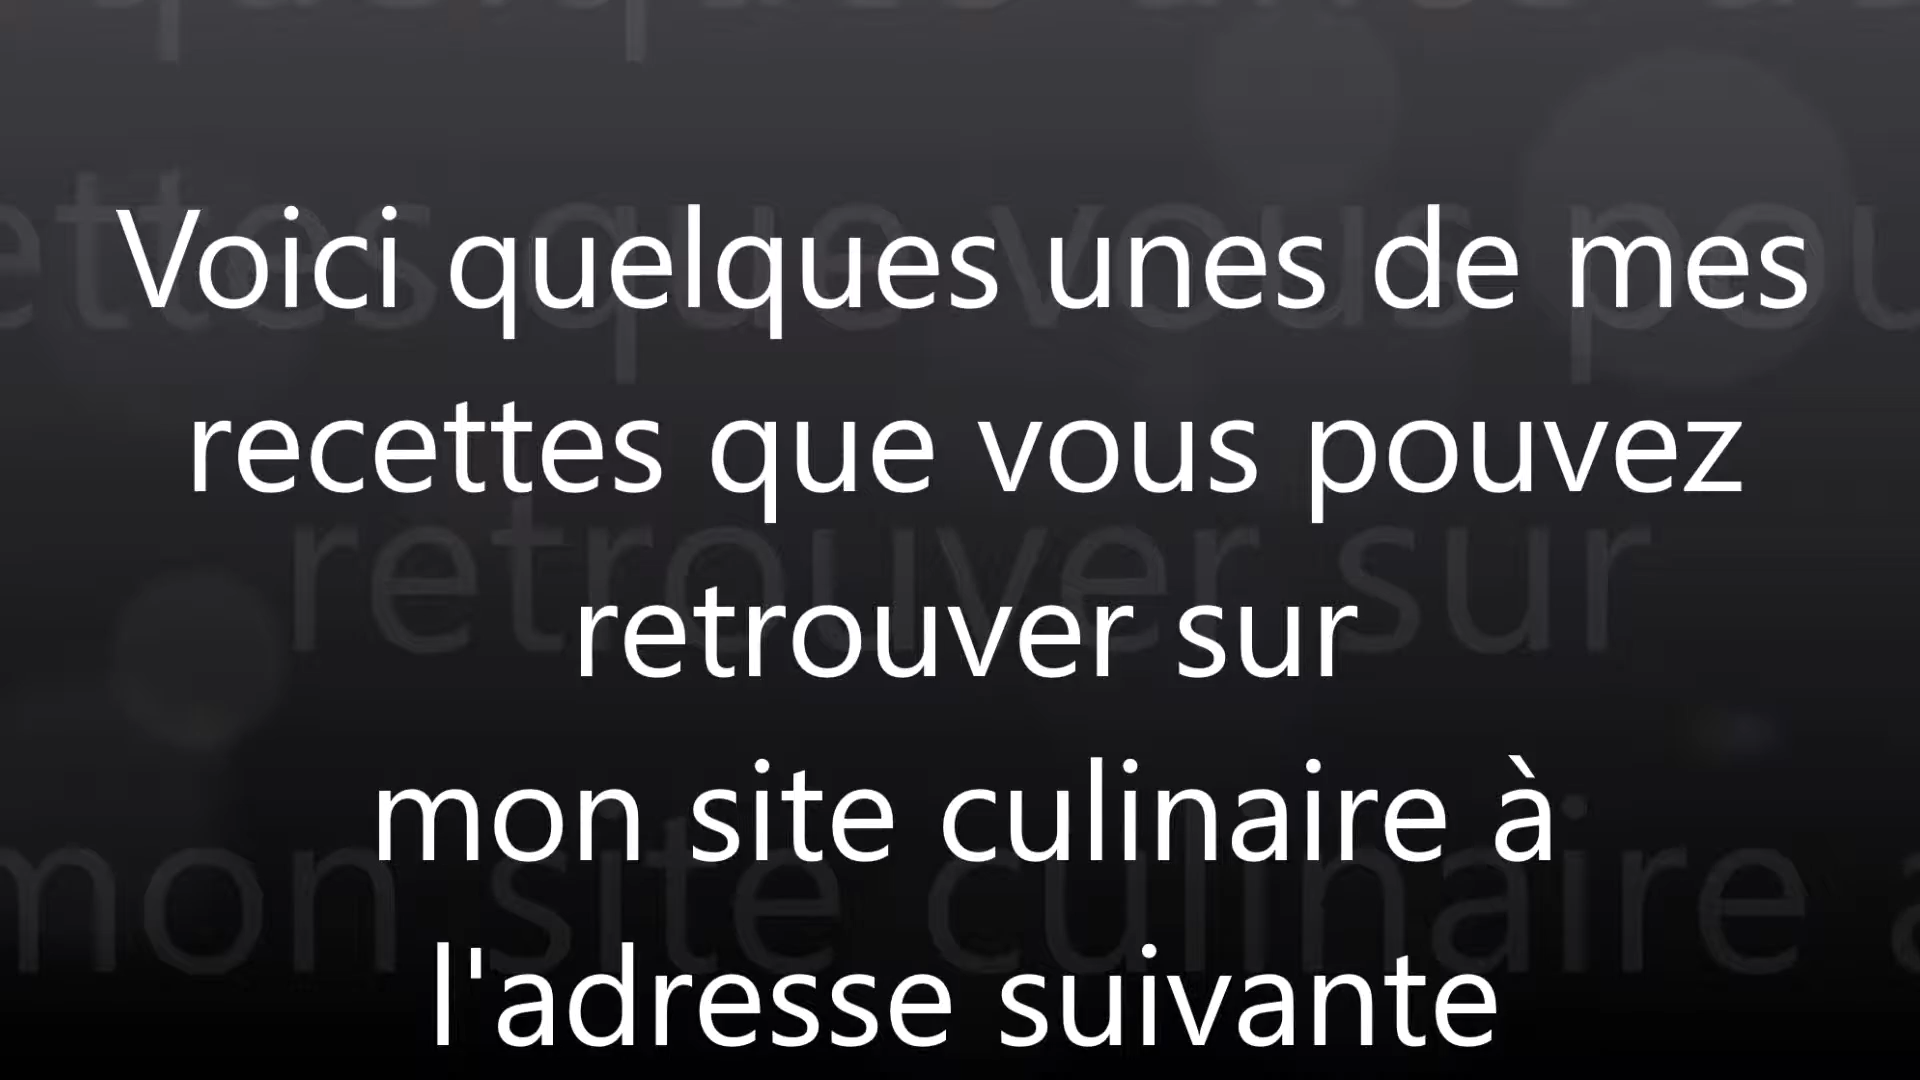 Voici quelques unes de mes
recettes que vous pouvez
retrouver sur
mon site culinaire à
l'adresse suivante